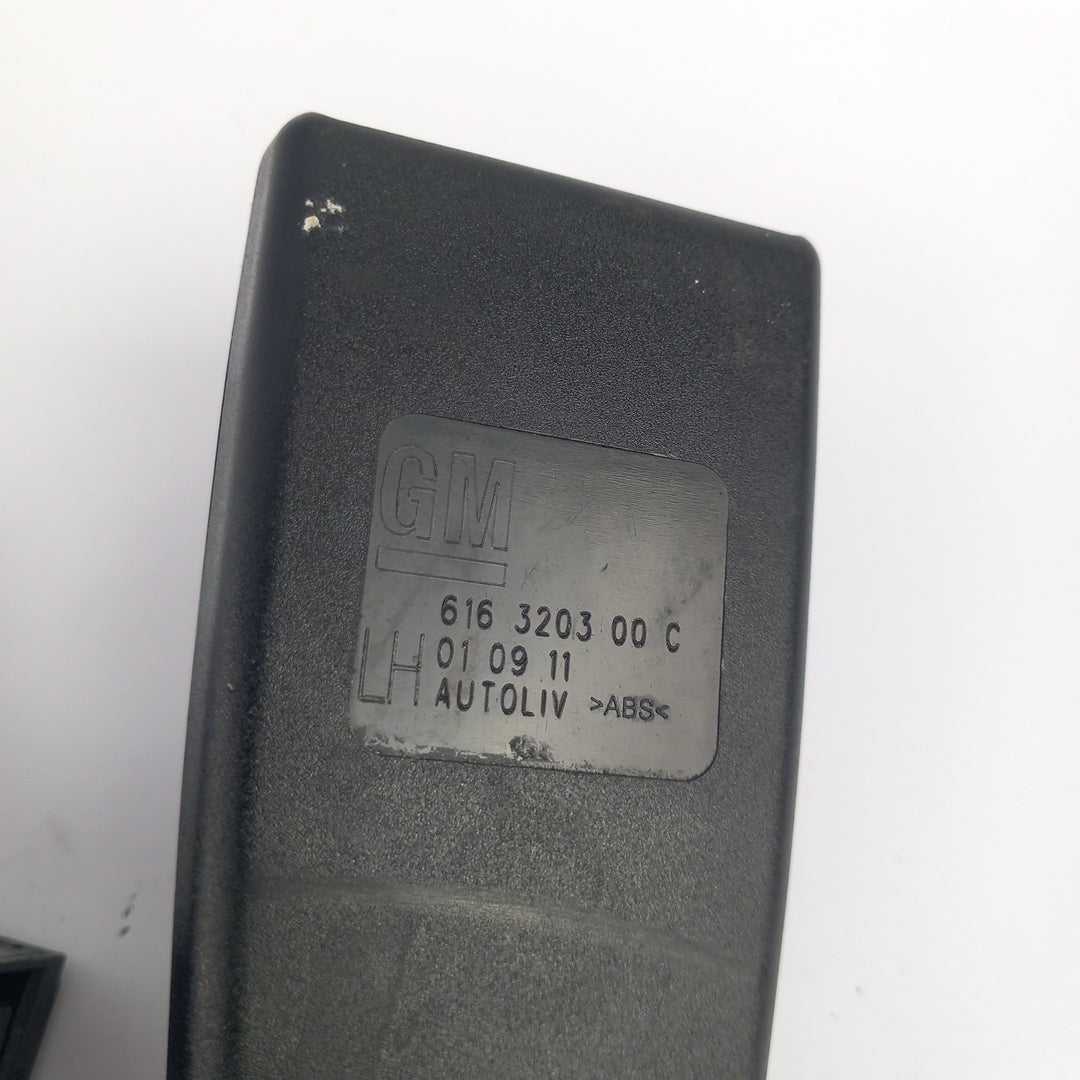 GM
616 3203 00 C
LH 01 09 11
AUTOLIV >ABS<